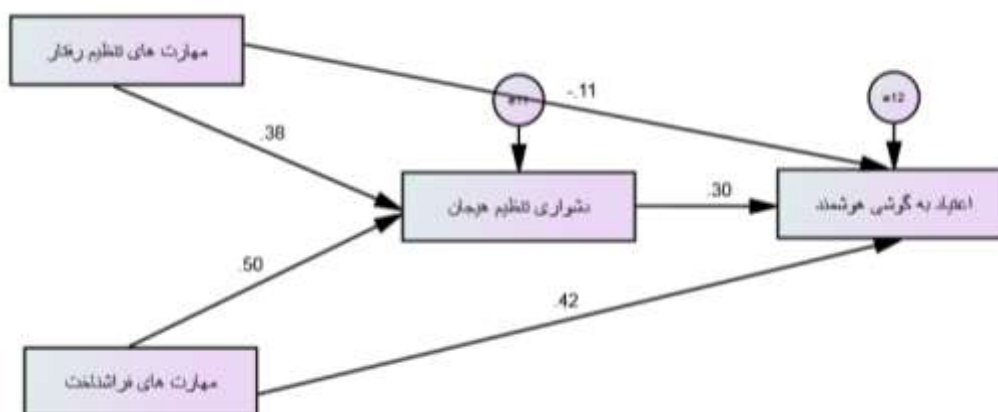 مهارت های تنظیم رفتار
e11
-.11
e12
.38
دشواری تنظیم هیجان
.30
اعتیاد به گوشی هوشمند
.50
.42
مهارت های فراشناخت